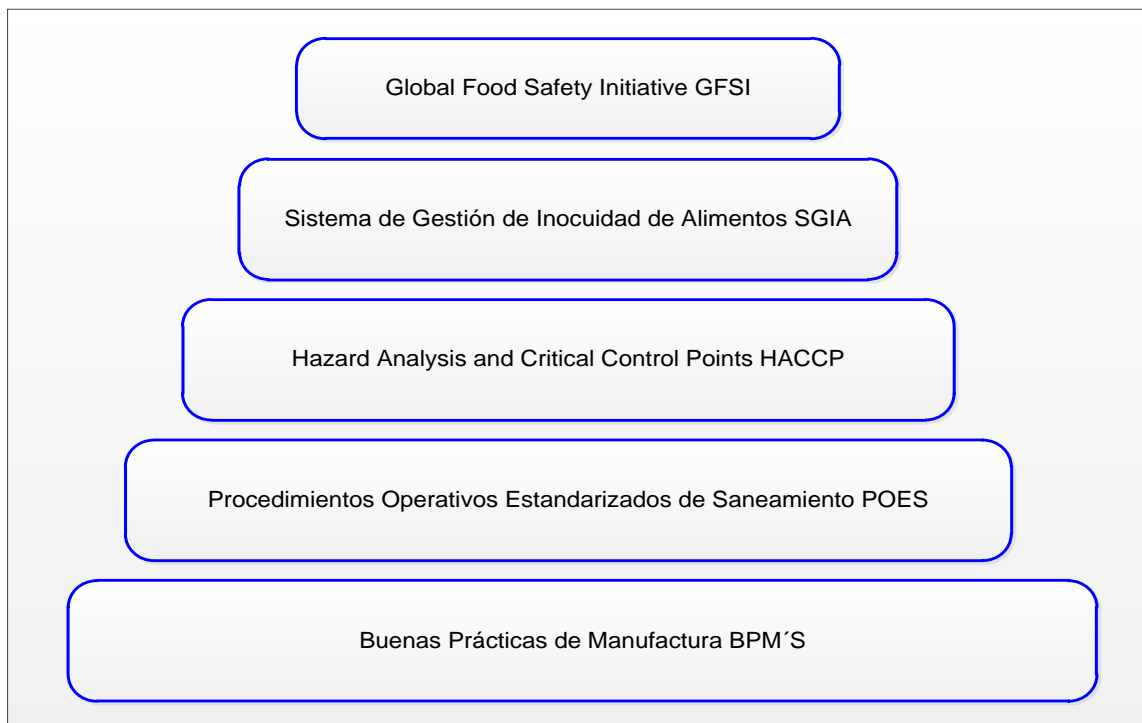 Global Food Safety Initiative GFSI
Sistema de Gestión de Inocuidad de Alimentos SGIA
Hazard Analysis and Critical Control Points HACCP
Procedimientos Operativos Estandarizados de Saneamiento POES
Buenas Prácticas de Manufactura BPM´S